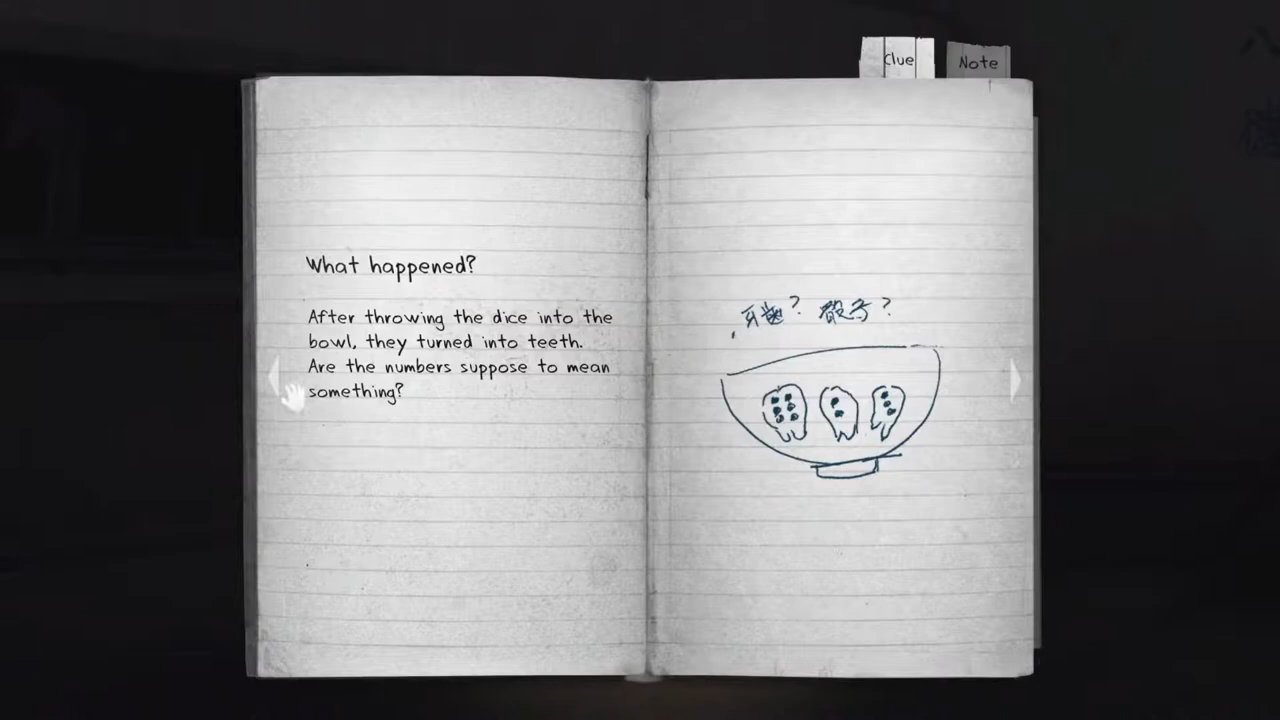 Clue
Note
What happened?
After throwing the dice into the
bowl, they turned into teeth.
Are the numbers suppose to mean
something?
牙齒? 骰子?